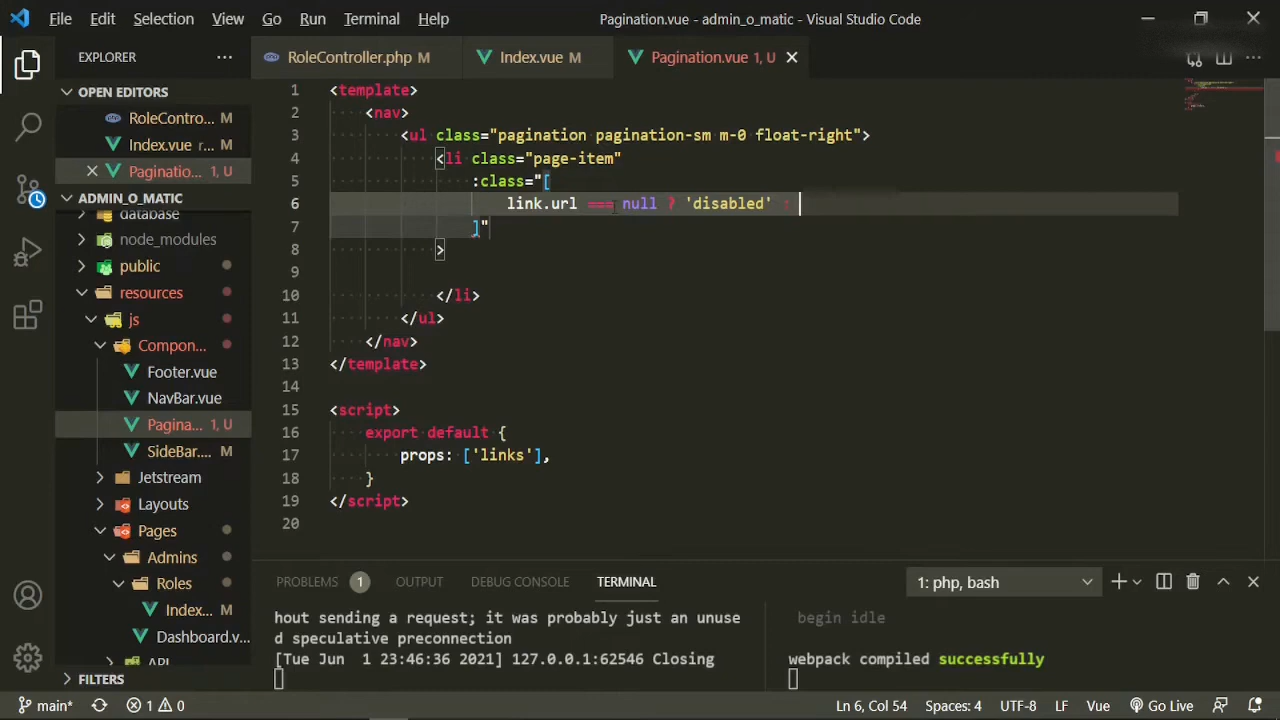 File Edit Selection View Go Run Terminal Help Pagination.vue - admin_o_matic - Visual Studio Code
EXPLORER
RoleController.php M Index.vue M Pagination.vue 1, U
OPEN EDITORS
RoleContro... M
Index.vue r... M
Paginatio... 1, U
ADMIN_O_MATIC
database
node_modules
public
resources
js
Compon...
Footer.vue
NavBar.vue
Pagina... 1, U
SideBar.... M
Jetstream
Layouts
Pages
Admins
Roles
Index... M
Dashboard.v...
API
FILTERS
1 <template>
2 <nav>
3 <ul class="pagination pagination-sm m-0 float-right">
4 <li class="page-item"
5 :class="[
6 link.url === null ? 'disabled' :
7 ]"
8 >
9
10 </li>
11 </ul>
12 </nav>
13 </template>
14
15 <script>
16 export default {
17 props: ['links'],
18 }
19 </script>
20
PROBLEMS 1 OUTPUT DEBUG CONSOLE TERMINAL 1: php, bash
hout sending a request; it was probably just an unuse
d speculative preconnection
[Tue Jun 1 23:46:36 2021] 127.0.0.1:62546 Closing
begin idle
webpack compiled successfully
main* 1 0 Ln 6, Col 54 Spaces: 4 UTF-8 LF Vue Go Live